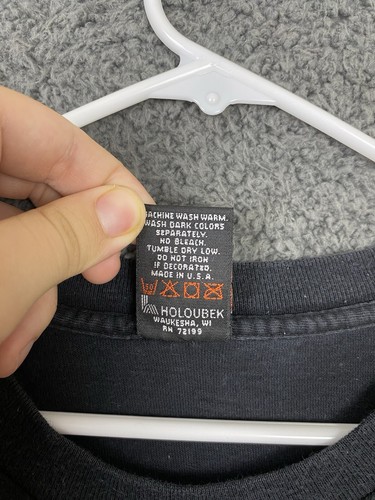 MACHINE WASH WARM.
WASH DARK COLORS
SEPARATELY.
NO BLEACH.
TUMBLE DRY LOW.
DO NOT IRON
IF DECORATED.
MADE IN U.S.A.
30
HOLOUBEK
WAUKESHA, WI
RN 72199